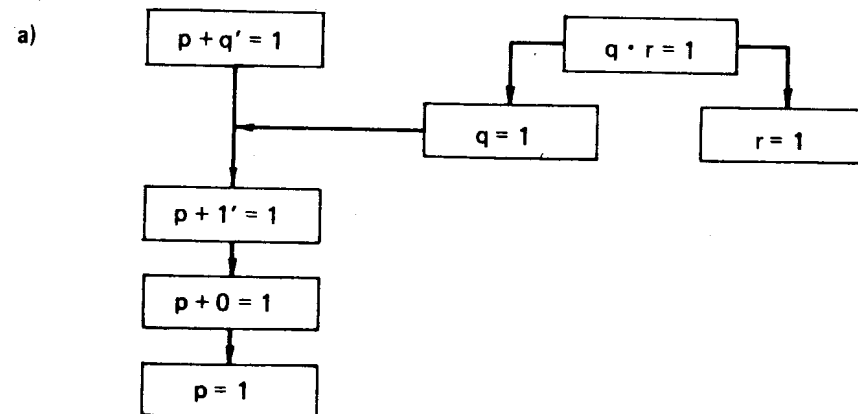 a)
p + q′ = 1
q · r = 1
q = 1
r = 1
p + 1′ = 1
p + 0 = 1
p = 1